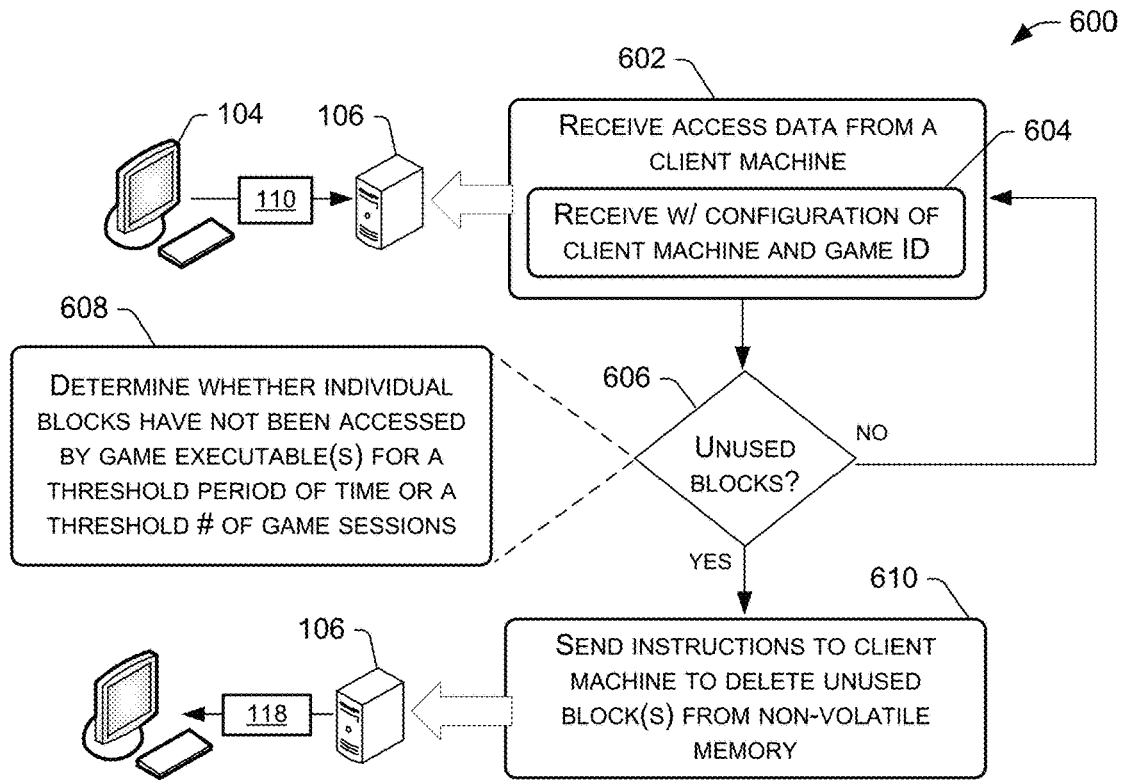 600
602
104
106
RECEIVE ACCESS DATA FROM A
CLIENT MACHINE
604
110
RECEIVE W/ CONFIGURATION OF
CLIENT MACHINE AND GAME ID
608
DETERMINE WHETHER INDIVIDUAL
BLOCKS HAVE NOT BEEN ACCESSED
BY GAME EXECUTABLE(S) FOR A
THRESHOLD PERIOD OF TIME OR A
THRESHOLD # OF GAME SESSIONS
606
UNUSED
BLOCKS?
NO
YES
610
106
118
SEND INSTRUCTIONS TO CLIENT
MACHINE TO DELETE UNUSED
BLOCK(S) FROM NON-VOLATILE
MEMORY